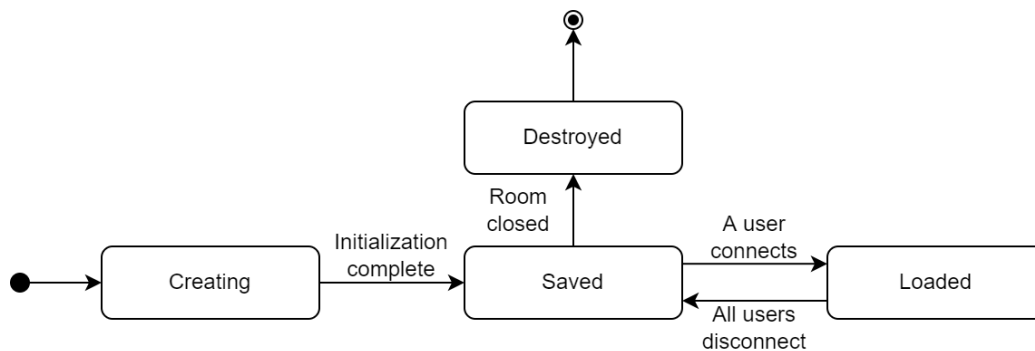 Destroyed
Room
closed
Initialization
complete
A user
connects
Creating
Saved
Loaded
All users
disconnect